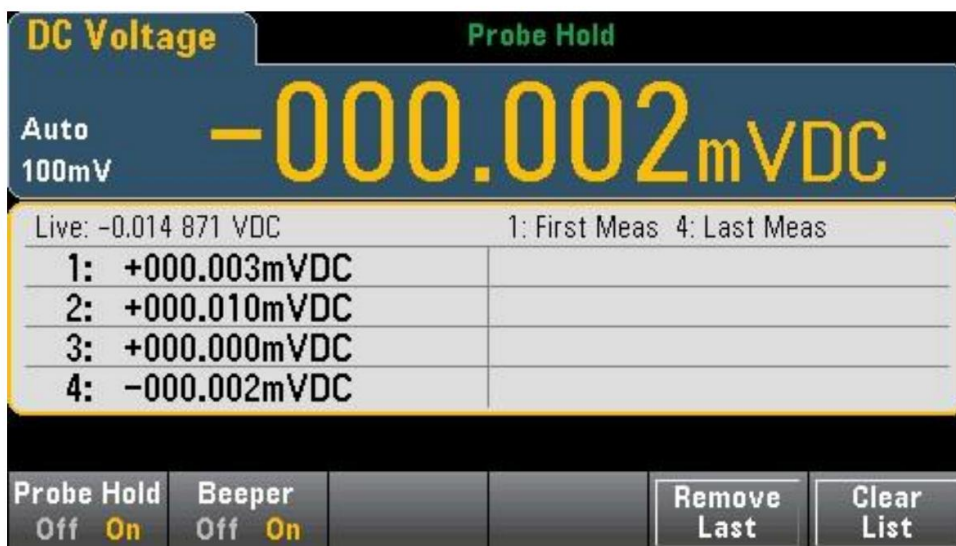 DC Voltage Probe Hold
Auto
100mV
-000.002mVDC
Live: -0.014 871 VDC 1: First Meas 4: Last Meas
1: +000.003mVDC
2: +000.010mVDC
3: +000.000mVDC
4: -000.002mVDC
Probe Hold Beeper Remove Clear
Off On Off On Last List